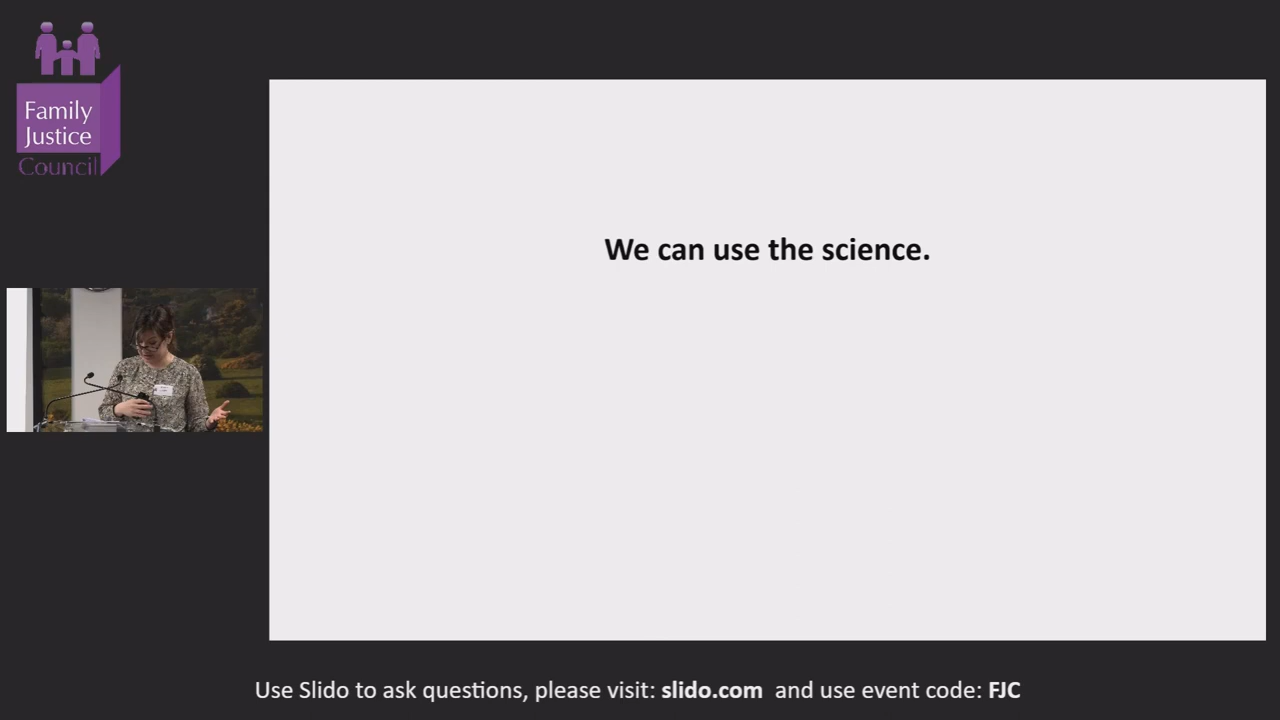 Family
Justice
Council
We can use the science.
Use Slido to ask questions, please visit: slido.com and use event code: FJC